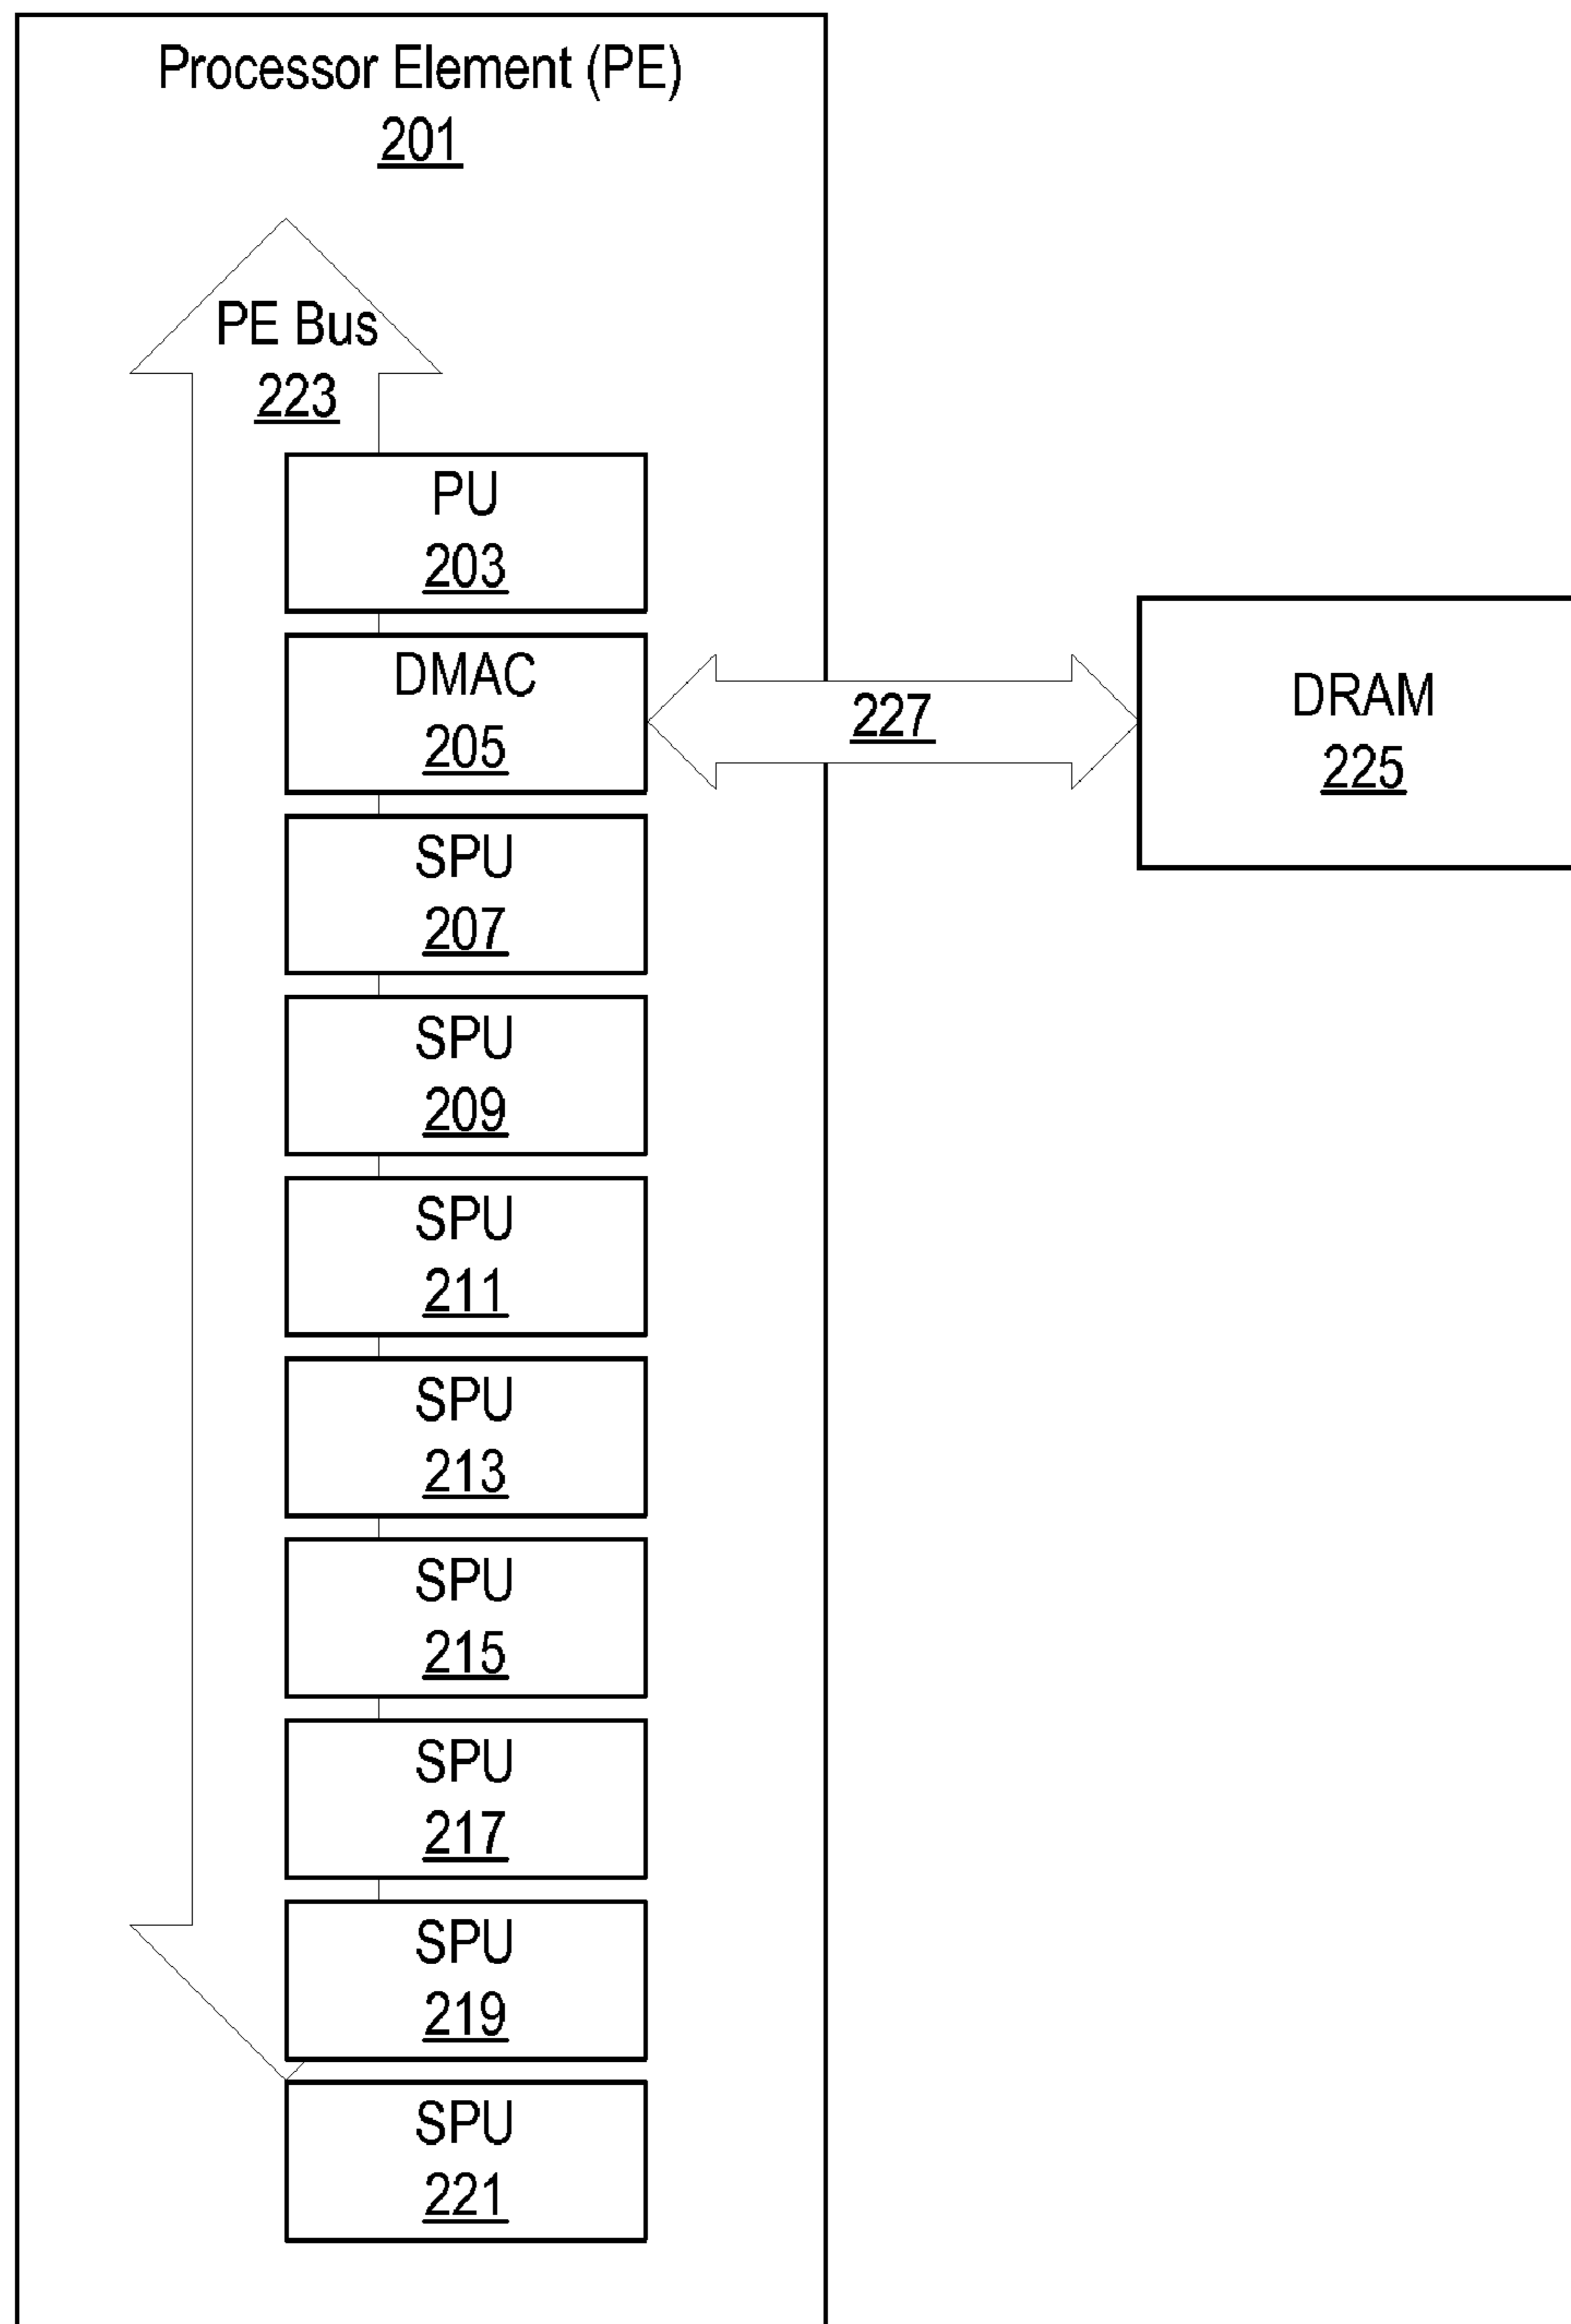 Processor Element (PE)
201
PE Bus
223
PU
203
DMAC
205
227
DRAM
225
SPU
207
SPU
209
SPU
211
SPU
213
SPU
215
SPU
217
SPU
219
SPU
221